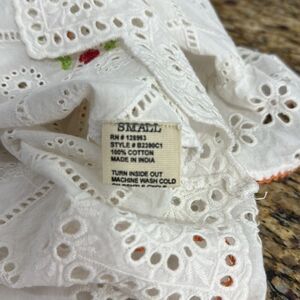 SMALL
RN # 128963
STYLE # B2390C1
100% COTTON
MADE IN INDIA
TURN INSIDE OUT
MACHINE WASH COLD